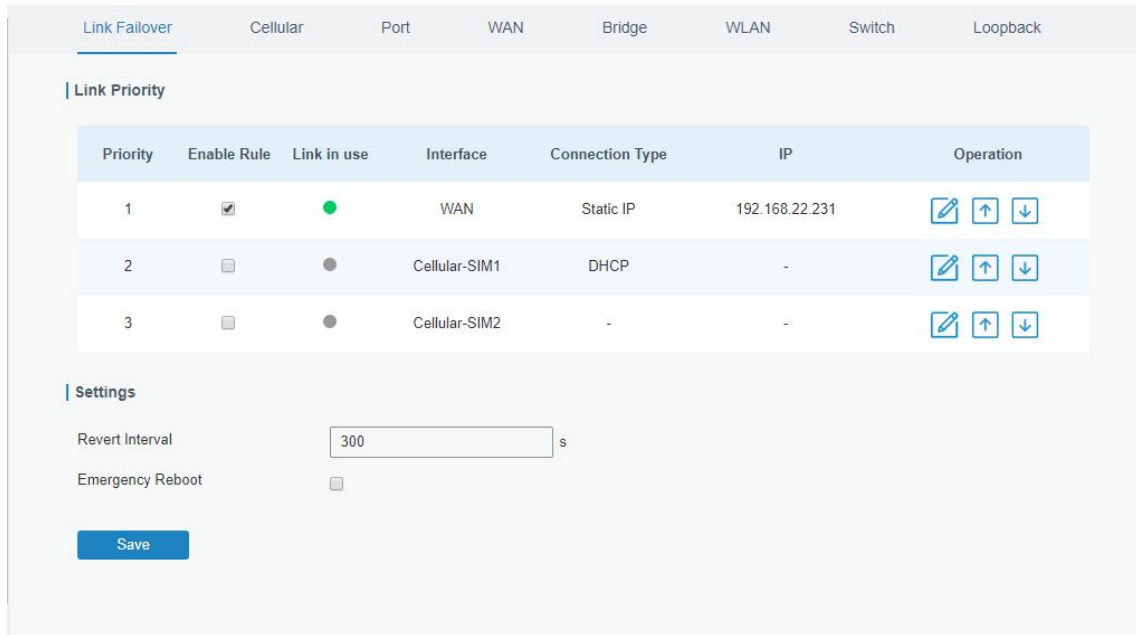 Link Failover Cellular Port WAN Bridge WLAN Switch Loopback
Link Priority
Priority Enable Rule Link in use Interface Connection Type IP Operation
1 WAN Static IP 192.168.22.231
2 Cellular-SIM1 DHCP -
3 Cellular-SIM2 - -
Settings
Revert Interval 300 s
Emergency Reboot
Save